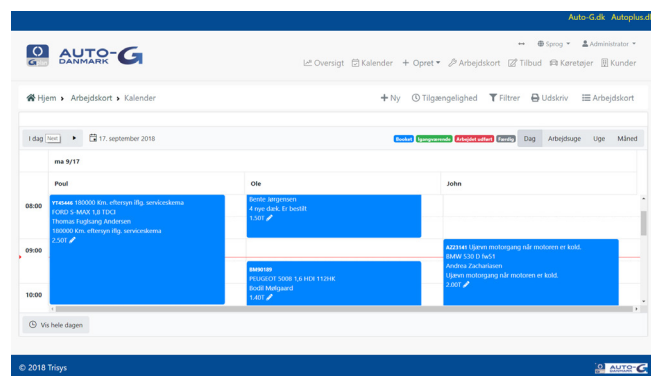 Auto-G.dk Autoplus.d
G AUTO-G
DANMARK
Sprog Administrator
Oversigt Kalender + Opret Arbejdskort Tilbud Køretøjer Kunder
Hjem Arbejdskort Kalender
+ Ny Tilgængelighed Filtrer Udskriv Arbejdskort
I dag Next 17. september 2018
Booket Igangværende Arbejdet udført Færdig Dag Arbejdsuge Uge Måned
ma 9/17
Poul Ole John
08:00
YT45446 180000 Km. eftersyn iflg. serviceskema
FORD S-MAX 1,8 TDCI
Thomas Fuglsang Andersen
180000 Km. eftersyn iflg. serviceskema
2.50T
Bente Jørgensen
4 nye dæk. Er bestilt
1.50T
09:00
AZ23141 Ujævn motorgang når motoren er kold.
BMW 530 D fw51
Andrea Zachariasen
Ujævn motorgang når motoren er kold.
2.00T
BM90189
PEUGEOT 5008 1,6 HDI 112HK
Bodil Mølgaard
1.40T
10:00
Vis hele dagen
© 2018 Trisys
AUTO-G
DANMARK